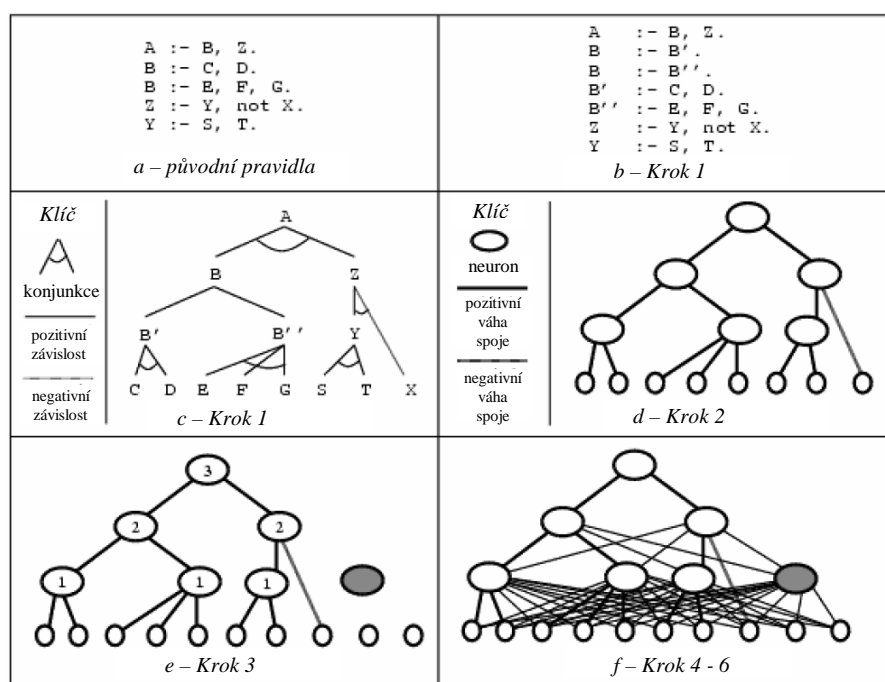 A :- B, Z.
B :- C, D.
B :- E, F, G.
Z :- Y, not X.
Y :- S, T.
a – původní pravidla
A :- B, Z.
B :- B'.
B :- B''.
B' :- C, D.
B'' :- E, F, G.
Z :- Y, not X.
Y :- S, T.
b – Krok 1
Klíč
konjunkce
pozitivní
závislost
negativní
závislost
A
B Z
B' B'' Y
C D E F G S T X
c – Krok 1
Klíč
neuron
pozitivní
váha
spoje
negativní
váha
spoje
d – Krok 2
3
2 2
1 1 1
e – Krok 3
f – Krok 4 - 6